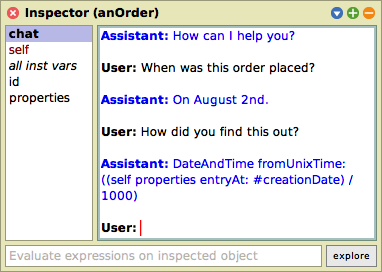 Inspector (anOrder)
chat
self
all inst vars
id
properties
Assistant: How can I help you?
User: When was this order placed?
Assistant: On August 2nd.
User: How did you find this out?
Assistant: DateAndTime fromUnixTime:
((self properties entryAt: #creationDate) /
1000)
User:
Evaluate expressions on inspected object
explore